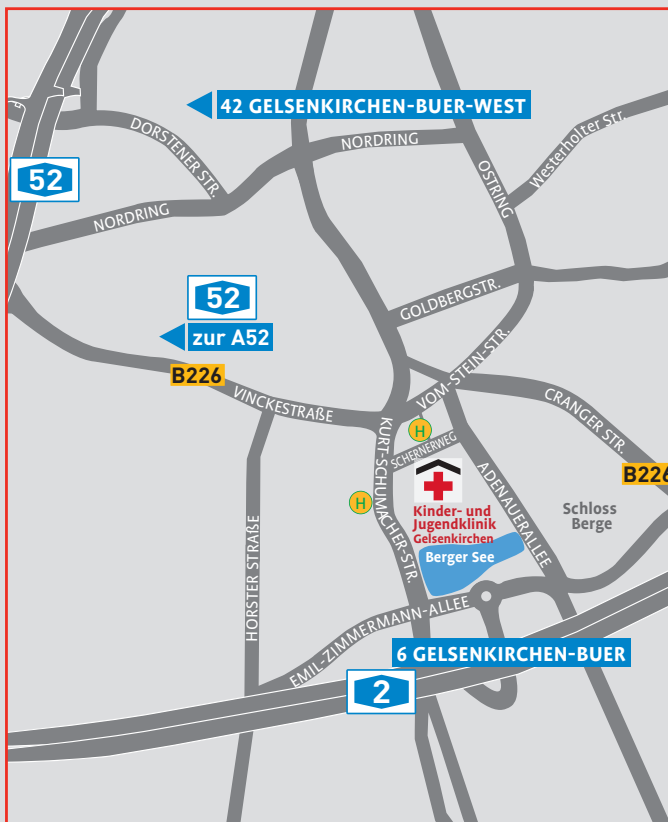 42 GELSENKIRCHEN-BUER-WEST
DORSTENER STR.
NORDRING
Westerholter Str.
OSTRING
52
NORDRING
52
zur A52
GOLDBERGSTR.
B226
VINCKESTRAßE
VOM-STEIN-STR.
CRANGER STR.
H
SCHERNERWEG
KURT-SCHUMACHER-STR.
ADENAUERALLEE
B226
H
Kinder- und
Jugendklinik
Gelsenkirchen
Schloss
Berge
Berger See
HORSTER STRAßE
EMIL-ZIMMERMANN-ALLEE
6 GELSENKIRCHEN-BUER
2